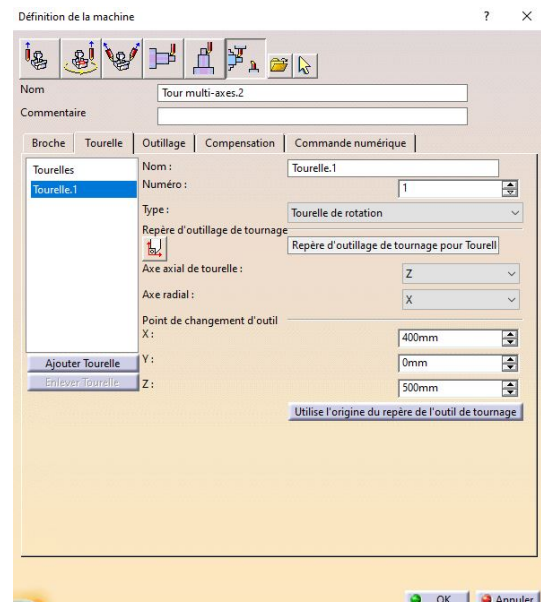 Définition de la machine ? X
Nom Tour multi-axes.2
Commentaire
Broche Tourelle Outillage Compensation Commande numérique
Tourelles
Tourelle.1
Ajouter Tourelle
Enlever Tourelle
Nom : Tourelle.1
Numéro : 1
Type : Tourelle de rotation
Repère d'outillage de tournage
Repère d'outillage de tournage pour Tourell
Axe axial de tourelle : Z
Axe radial : X
Point de changement d'outil
X : 400mm
Y : 0mm
Z : 500mm
Utilise l'origine du repère de l'outil de tournage
OK Annuler